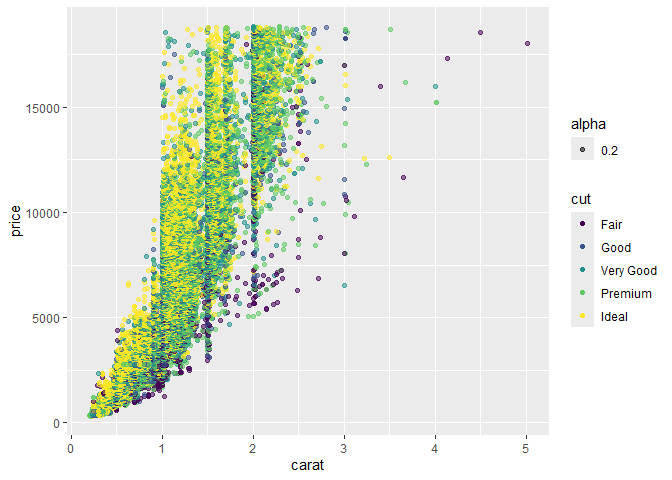 price
15000
10000
5000
0
0
1
2
3
4
5
carat
alpha
0.2
cut
Fair
Good
Very Good
Premium
Ideal